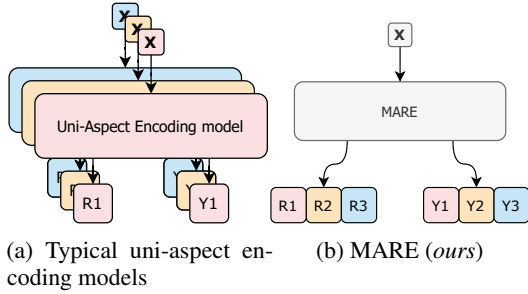 X
X
X
X
Uni-Aspect Encoding model
MARE
R
R
R1
Y
Y
Y1
R1 R2 R3
Y1 Y2 Y3
(a) Typical uni-aspect en-
coding models
(b) MARE (ours)